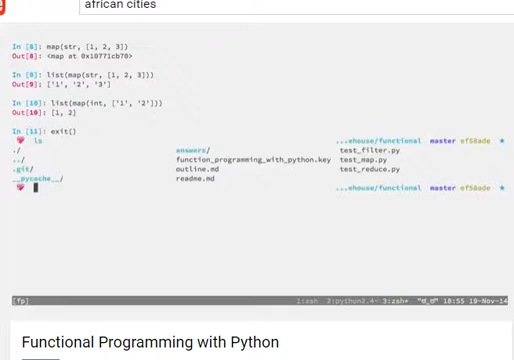 african cities
In [8]: map(str, [1, 2, 3])
Out[8]: <map at 0x10771cb70>
In [9]: list(map(str, [1, 2, 3]))
Out[9]: ['1', '2', '3']
In [10]: list(map(int, ['1', '2']))
Out[10]: [1, 2]
In [11]: exit()
ls ...ehouse/functional master ef58ade
./ answers/ test_filter.py
../ function_programming_with_python.key test_map.py
.git/ outline.md test_reduce.py
__pycache__/ readme.md
...ehouse/functional master ef58ade
[fp] 1:zsh 2:python3.4- 3:zsh* 18:55 19-Nov-14
Functional Programming with Python